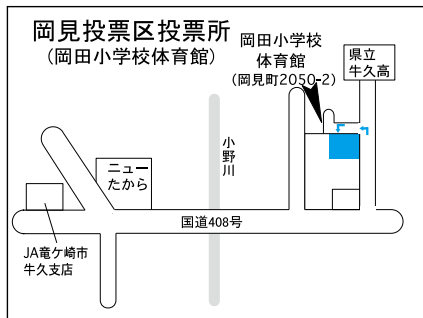 岡見投票区投票所
(岡田小学校体育館)
岡田小学校
体育館
(岡見町2050-2)
県立
牛久高
小野川
ニュー
たから
国道408号
JA竜ケ崎市
牛久支店